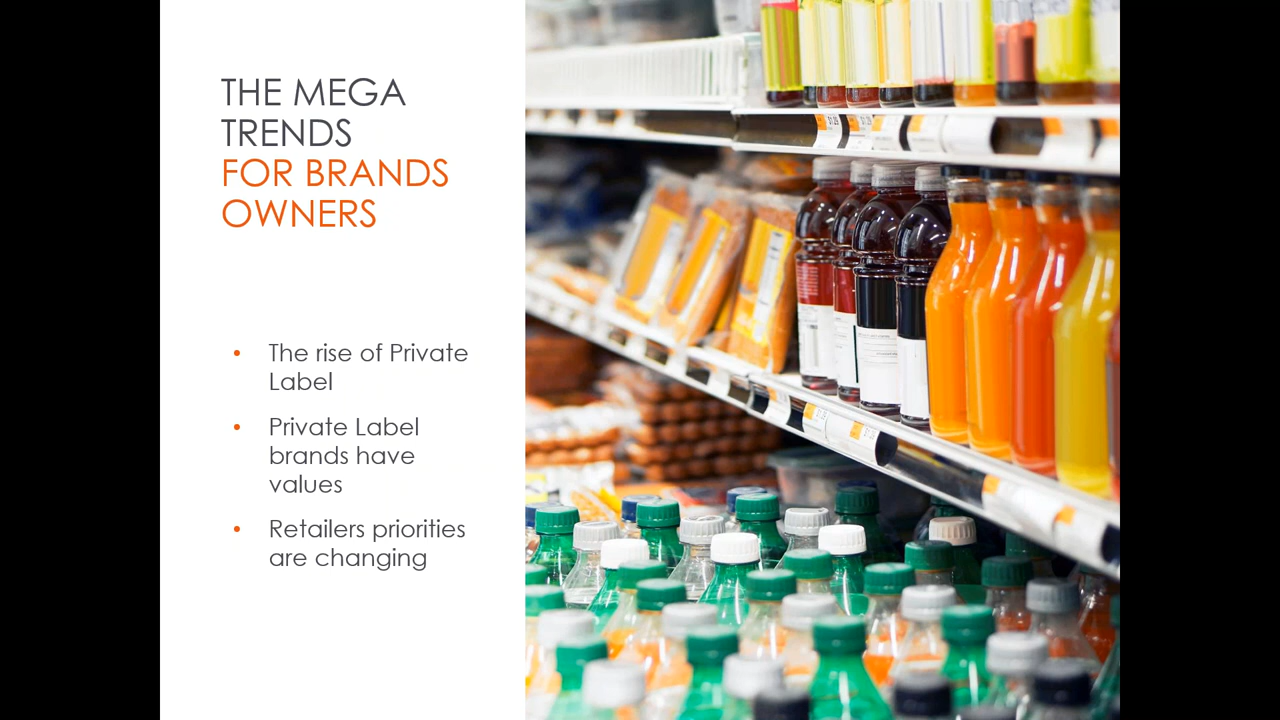 THE MEGA
TRENDS
FOR BRANDS
OWNERS
• The rise of Private
Label
• Private Label
brands have
values
• Retailers priorities
are changing